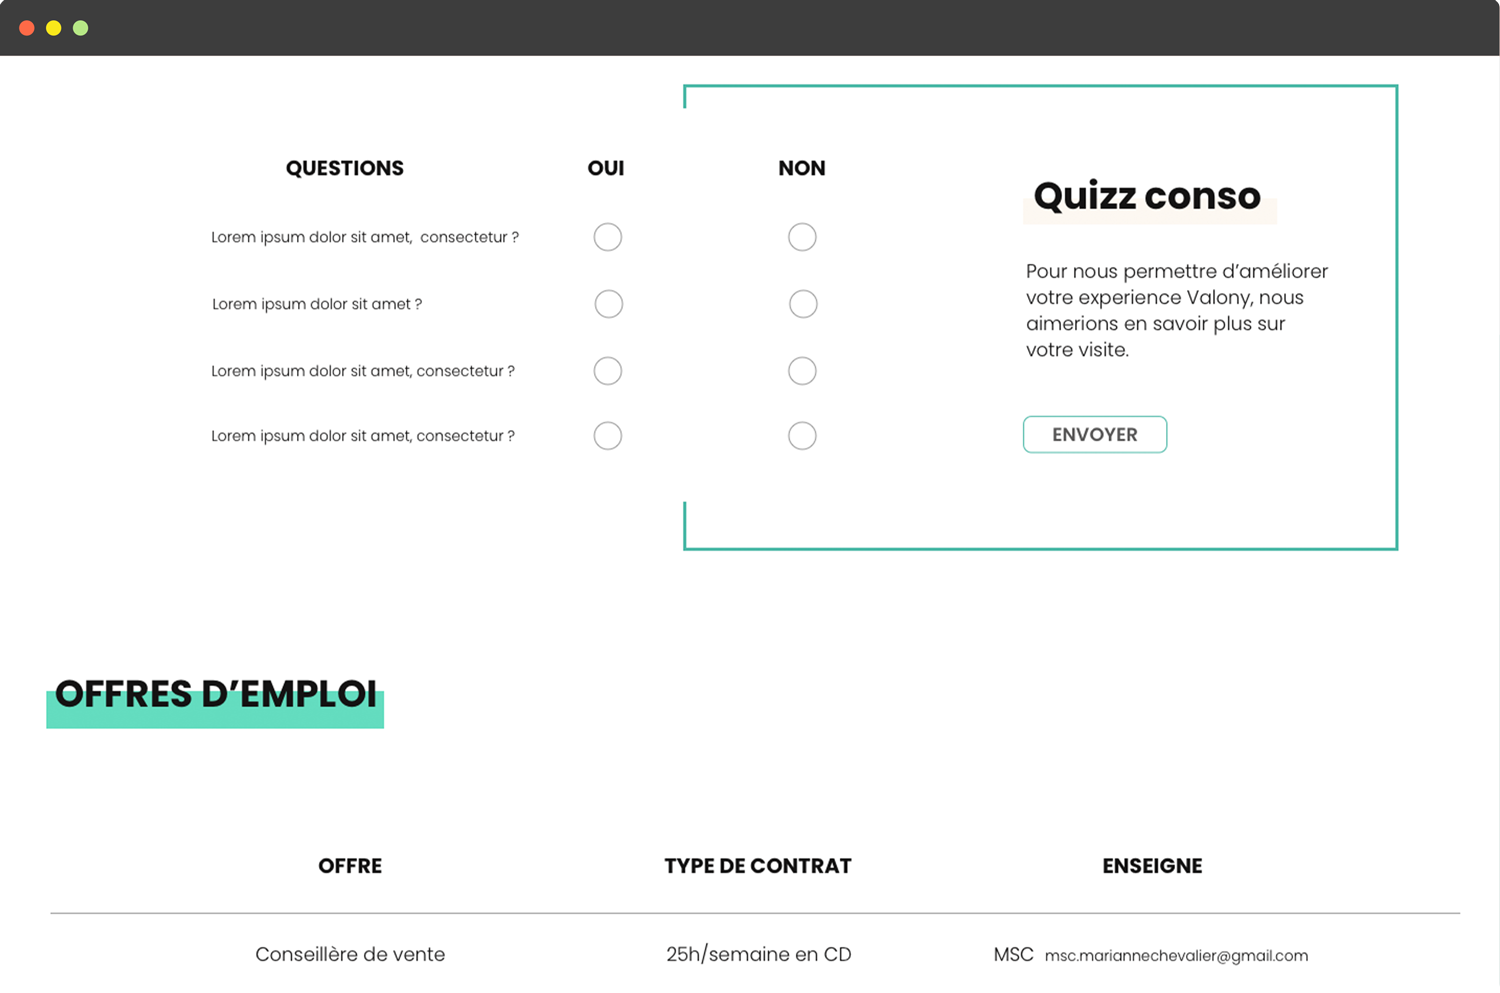 QUESTIONS OUI NON
Lorem ipsum dolor sit amet,  consectetur ?
Lorem ipsum dolor sit amet ?
Lorem ipsum dolor sit amet, consectetur ?
Lorem ipsum dolor sit amet, consectetur ?
Quizz conso
Pour nous permettre d’améliorer
votre experience Valony, nous
aimerions en savoir plus sur
votre visite.
ENVOYER
OFFRES D’EMPLOI
OFFRE TYPE DE CONTRAT ENSEIGNE
Conseillère de vente 25h/semaine en CD MSC msc.mariannechevalier@gmail.com